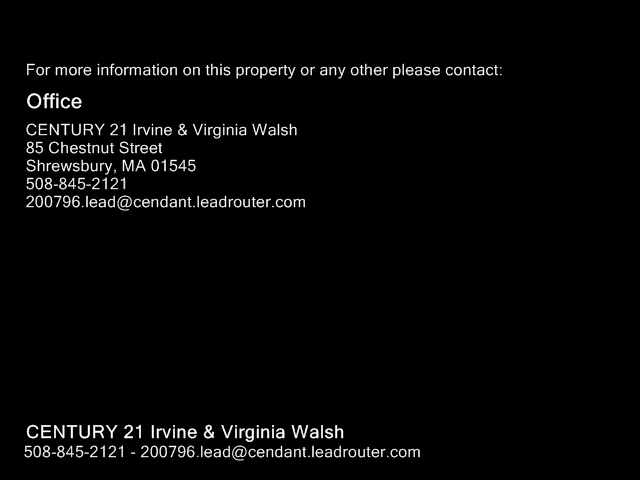 For more information on this property or any other please contact:
Office
CENTURY 21 Irvine & Virginia Walsh
85 Chestnut Street
Shrewsbury, MA 01545
508-845-2121
200796.lead@cendant.leadrouter.com
CENTURY 21 Irvine & Virginia Walsh
508-845-2121 - 200796.lead@cendant.leadrouter.com